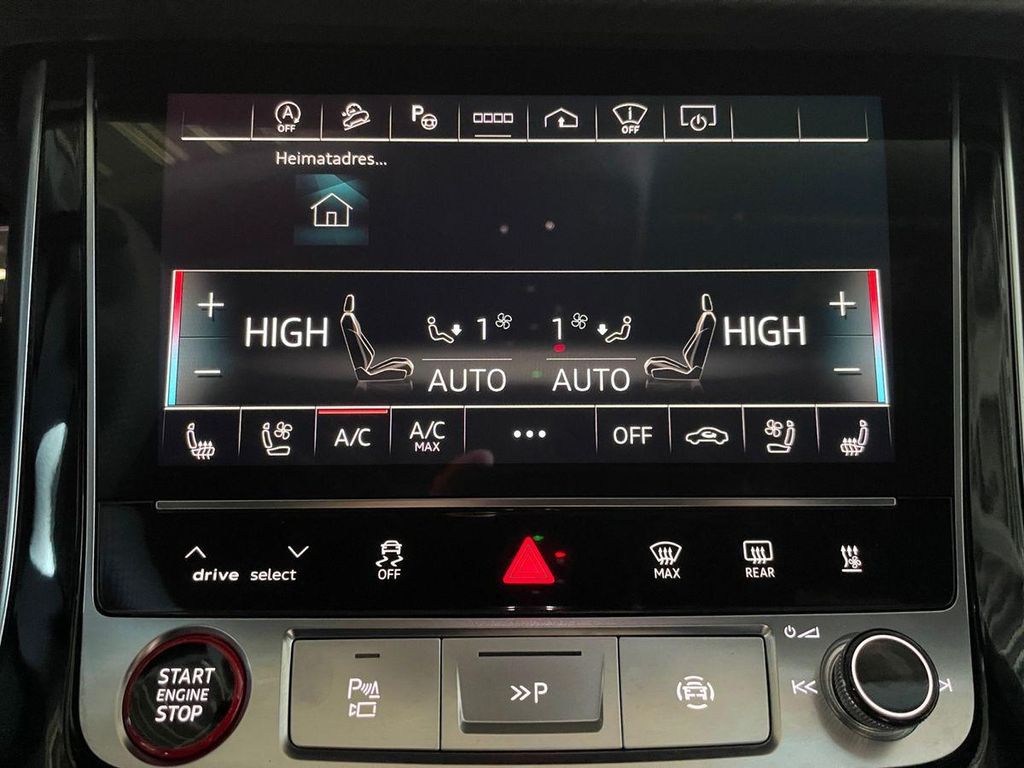 A
OFF
P
OFF
Heimatadres...
+ HIGH 1 1 HIGH +
- AUTO AUTO -
A/C A/C MAX ... OFF
drive select OFF MAX REAR
START
ENGINE
STOP
P >>P